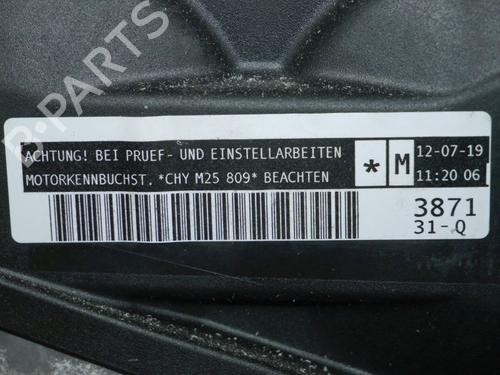 B-PARTS
ACHTUNG! BEI PRUEF- UND EINSTELLARBEITEN
MOTORKENNBUCHST. *CHY M25 809* BEACHTEN
* M
12-07-19
11:20 06
3871
31-Q